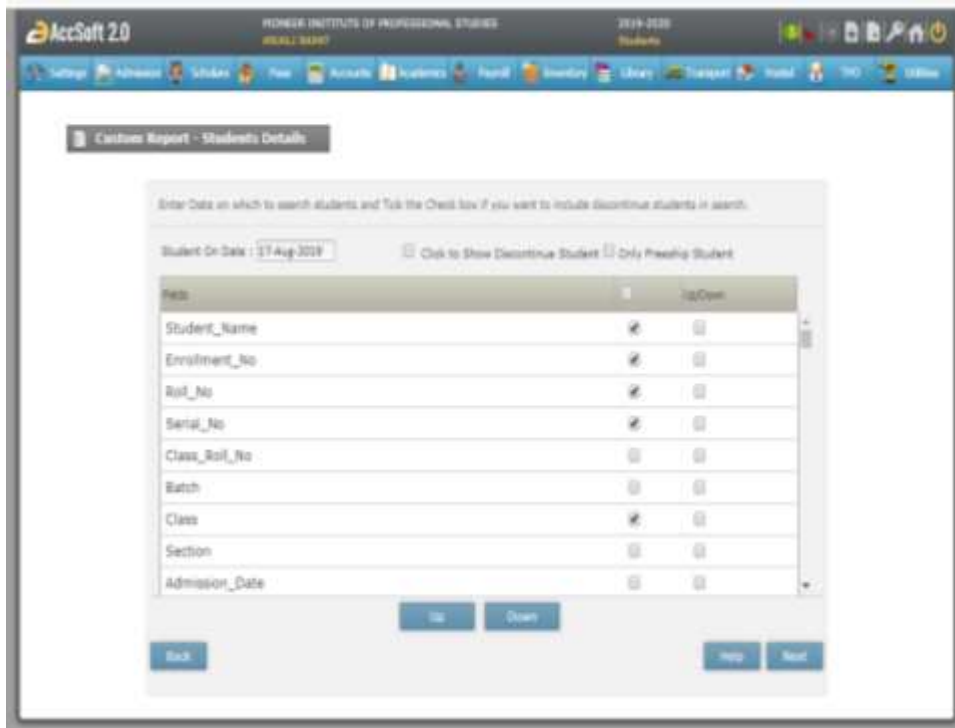 AccSoft 2.0
PIONEER INSTITUTE OF PROFESSIONAL STUDIES
2019-2020
Students
Settings Admission Scholars Fees Accounts Academics Payroll Inventory Library Transport Hostel TPO Utilities
Custom Report - Students Details
Enter Date on which to search students and Tick the Check box if you want to include discontinue students in search.
Student On Date : 17-Aug-2019 Click to Show Discontinue Student Only Freeship Student
Fields Up/Down
Student_Name
Enrollment_No
Roll_No
Serial_No
Class_Roll_No
Batch
Class
Section
Admission_Date
Up Down
Back Help Next